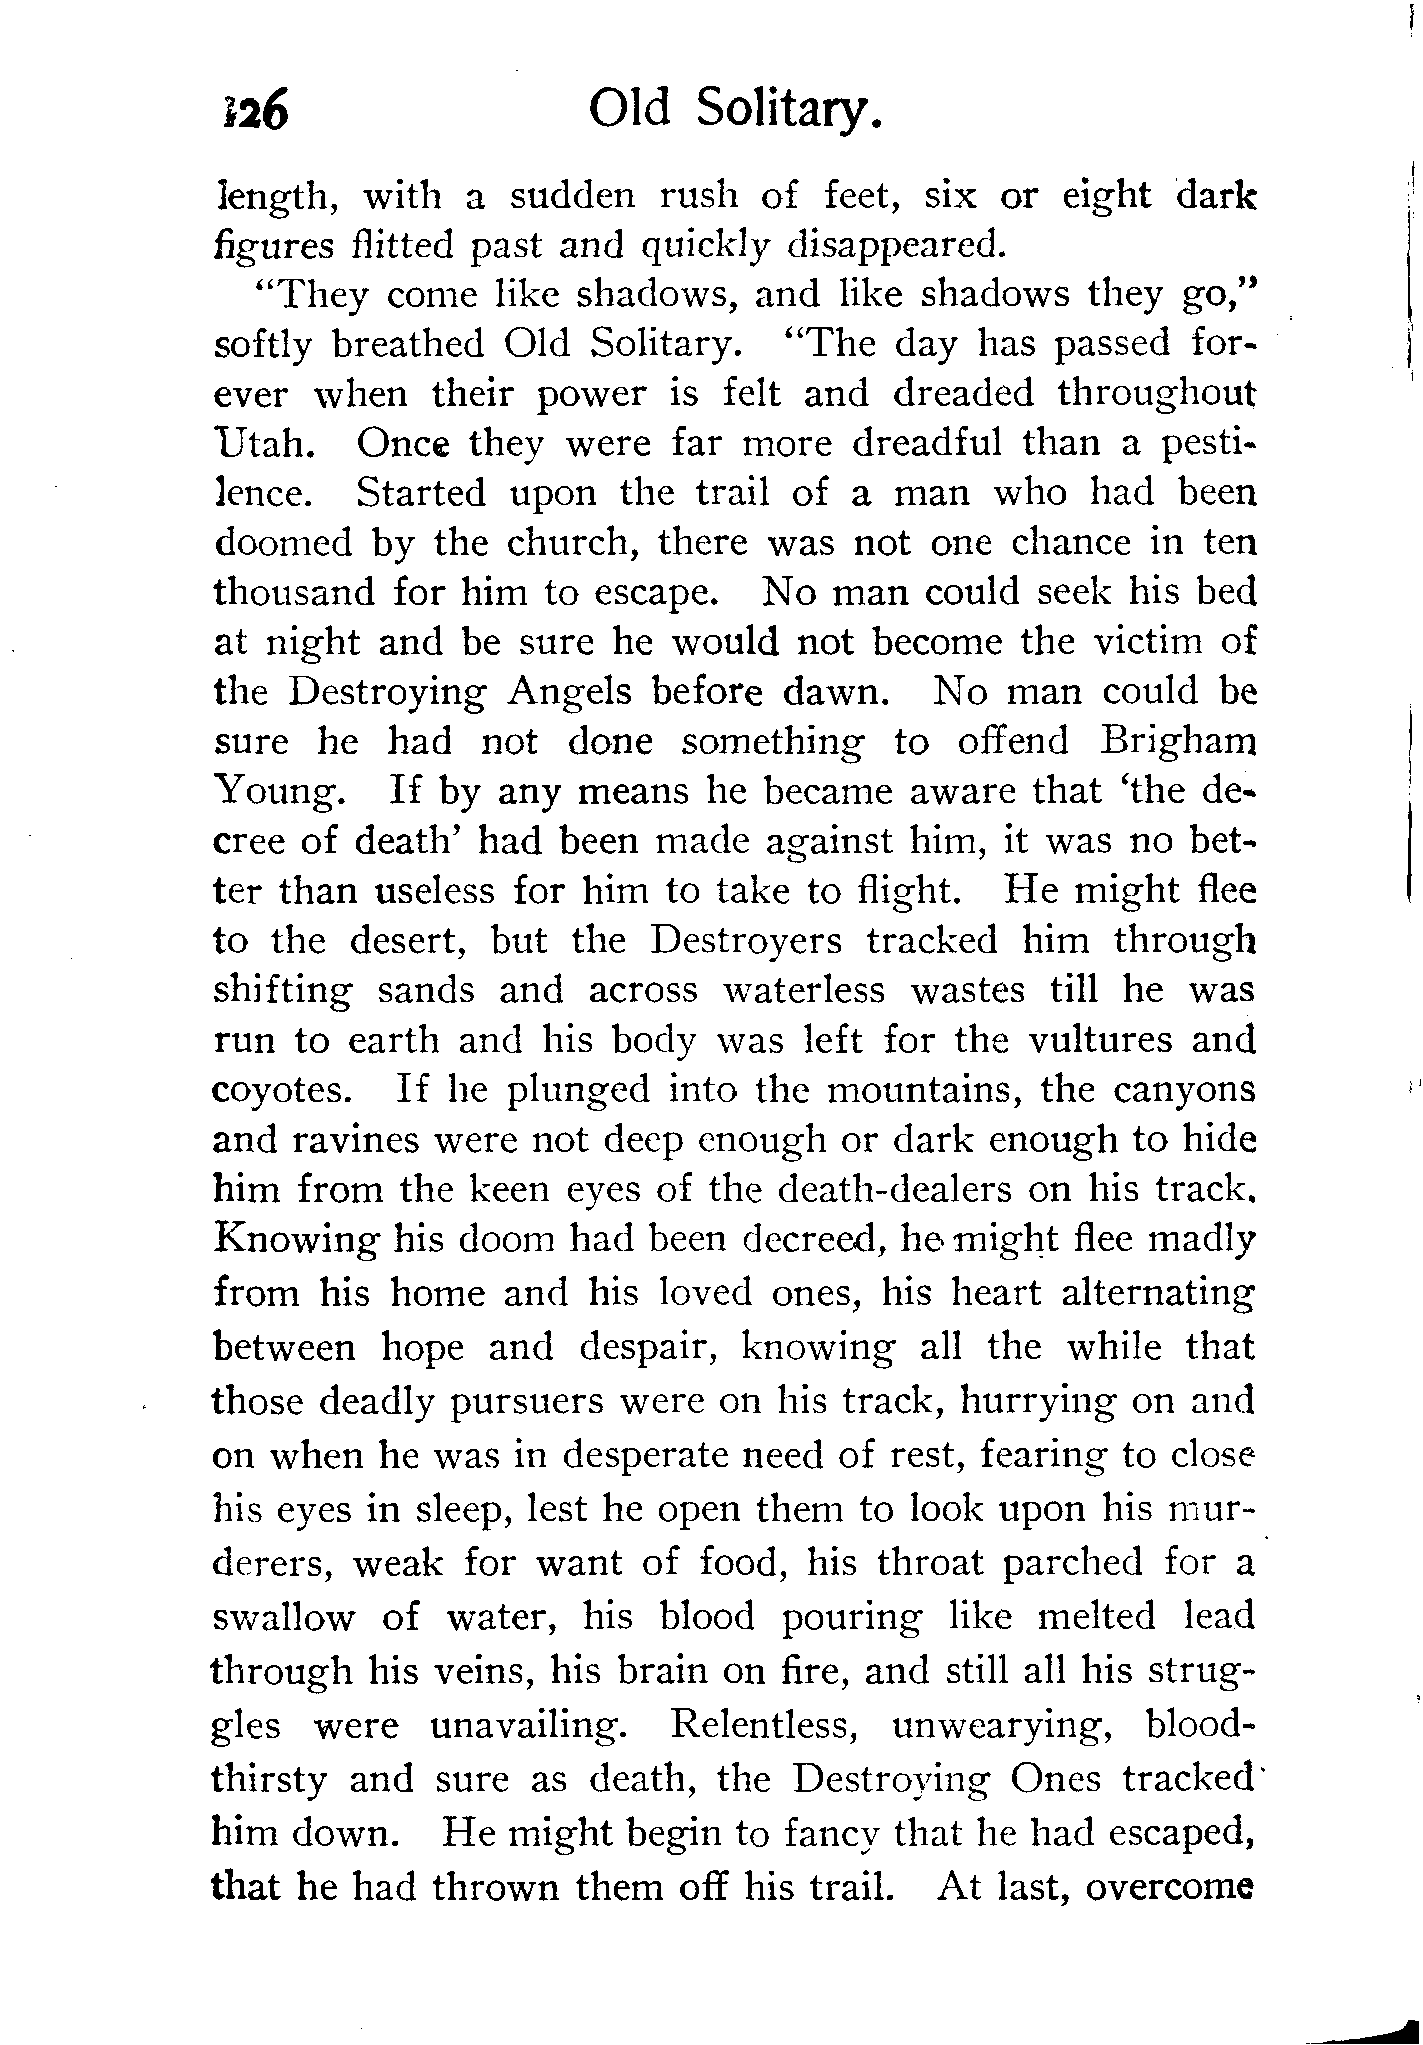 126 Old Solitary.
length, with a sudden rush of feet, six or eight dark
figures flitted past and quickly disappeared.
“They come like shadows, and like shadows they go,”
softly breathed Old Solitary. “The day has passed for-
ever when their power is felt and dreaded throughout
Utah. Once they were far more dreadful than a pesti-
lence. Started upon the trail of a man who had been
doomed by the church, there was not one chance in ten
thousand for him to escape. No man could seek his bed
at night and be sure he would not become the victim of
the Destroying Angels before dawn. No man could be
sure he had not done something to offend Brigham
Young. If by any means he became aware that ‘the de-
cree of death’ had been made against him, it was no bet-
ter than useless for him to take to flight. He might flee
to the desert, but the Destroyers tracked him through
shifting sands and across waterless wastes till he was
run to earth and his body was left for the vultures and
coyotes. If he plunged into the mountains, the canyons
and ravines were not deep enough or dark enough to hide
him from the keen eyes of the death-dealers on his track.
Knowing his doom had been decreed, he might flee madly
from his home and his loved ones, his heart alternating
between hope and despair, knowing all the while that
those deadly pursuers were on his track, hurrying on and
on when he was in desperate need of rest, fearing to close
his eyes in sleep, lest he open them to look upon his mur-
derers, weak for want of food, his throat parched for a
swallow of water, his blood pouring like melted lead
through his veins, his brain on fire, and still all his strug-
gles were unavailing. Relentless, unwearying, blood-
thirsty and sure as death, the Destroying Ones tracked
him down. He might begin to fancy that he had escaped,
that he had thrown them off his trail. At last, overcome